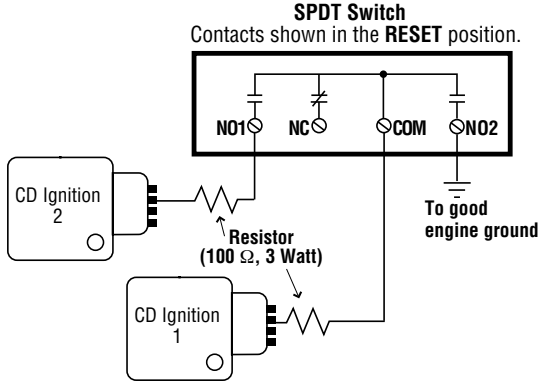 SPDT Switch
Contacts shown in the RESET position.
NO1
NC
COM
NO2
CD Ignition
2
To good
engine ground
Resistor
(100 Ω, 3 Watt)
CD Ignition
1